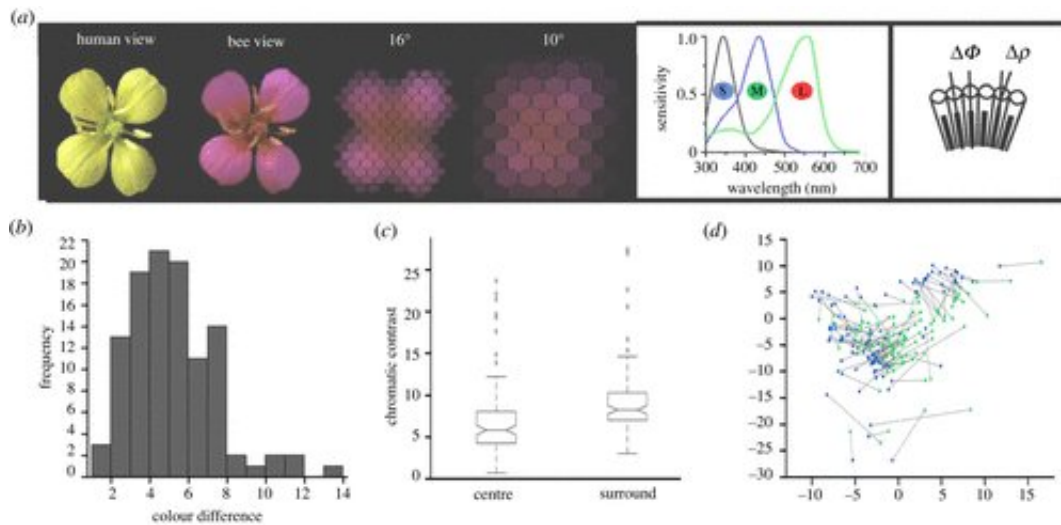 (a)
human view
bee view
16°
10°
1.0
0.5
0
sensitivity
S M L
300 400 500 600 700
wavelength (nm)
ΔΦ Δρ
(b)
22
20
18
16
14
12
10
8
6
4
2
0
frequency
2 4 6 8 10 12 14
colour difference
(c)
25
20
15
10
5
0
chromatic contrast
centre surround
(d)
15
10
5
0
−5
−10
−15
−20
−25
−30
−10 −5 0 5 10 15